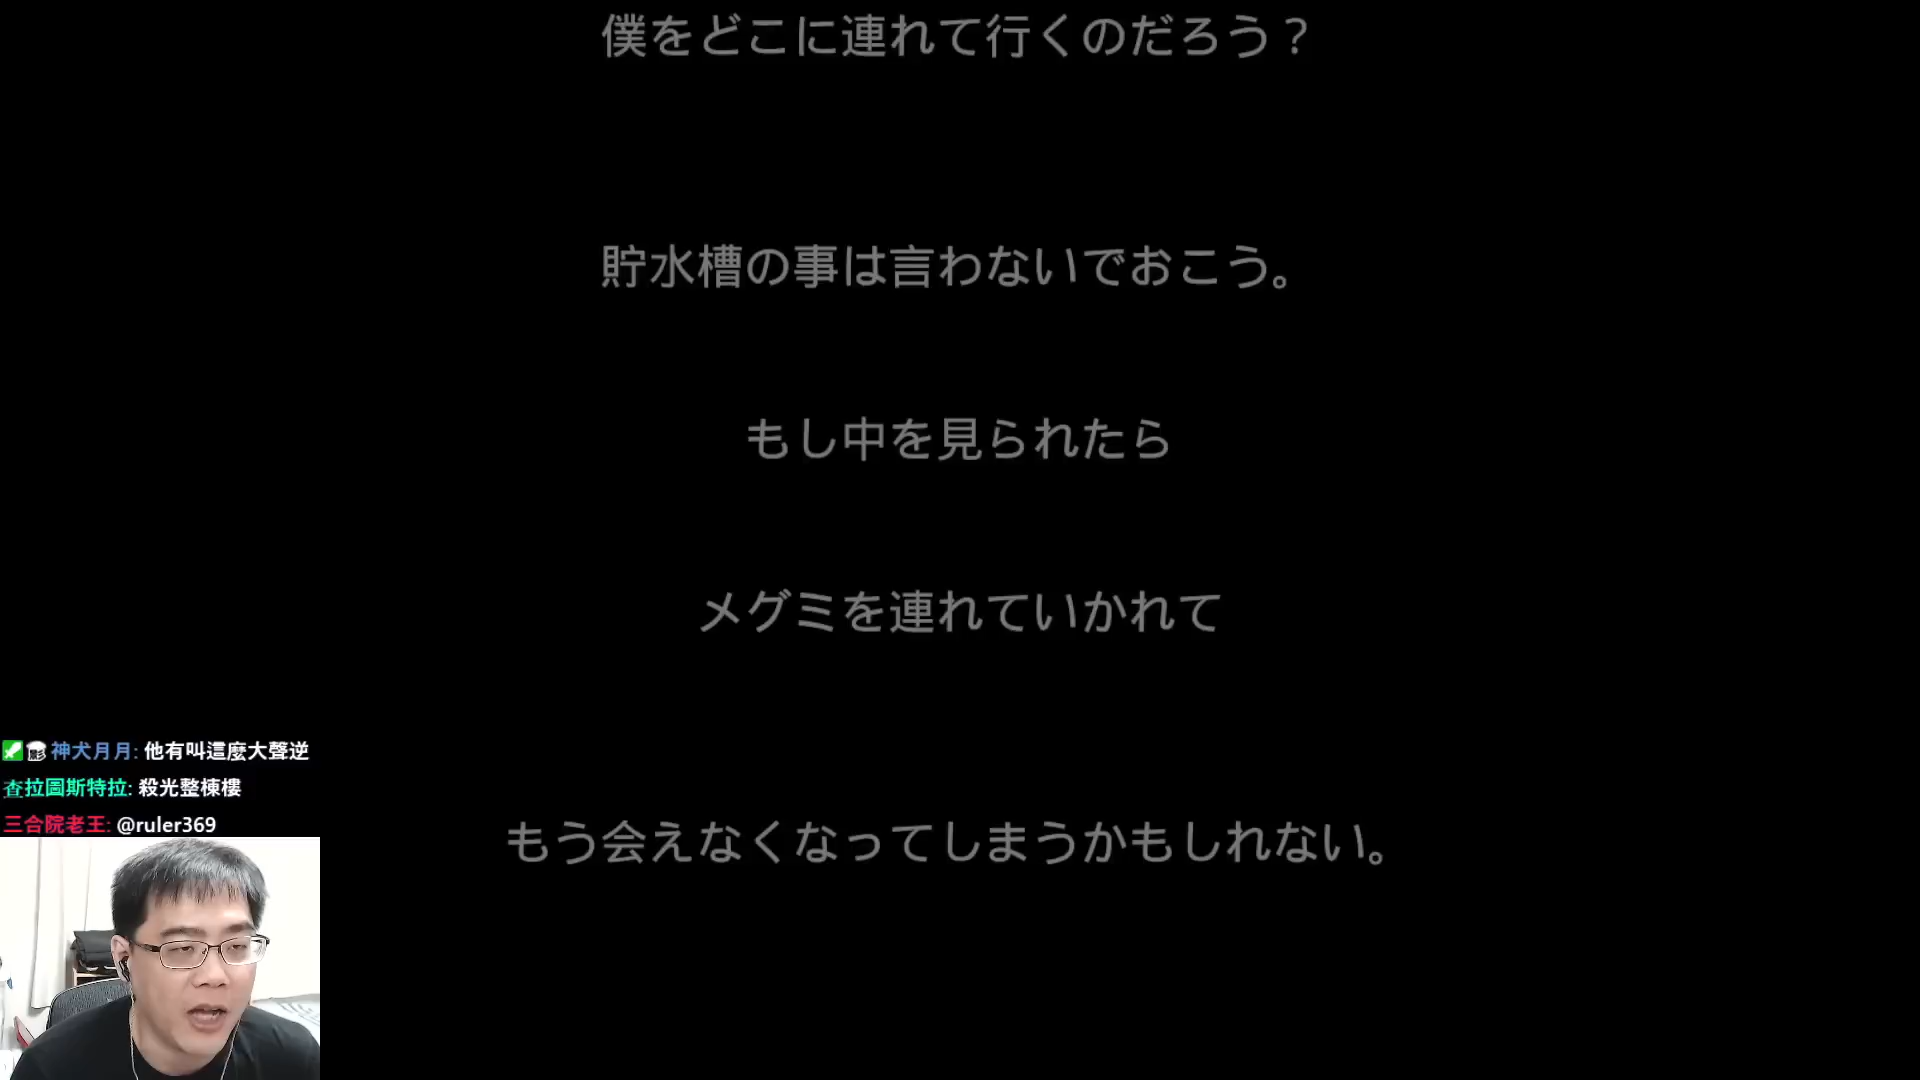 僕をどこに連れて行くのだろう？
貯水槽の事は言わないでおこう。
もし中を見られたら
メグミを連れていかれて
もう会えなくなってしまうかもしれない。
神犬月月: 他有叫這麼大聲逆
查拉圖斯特拉: 殺光整棟樓
三合院老王: @ruler369